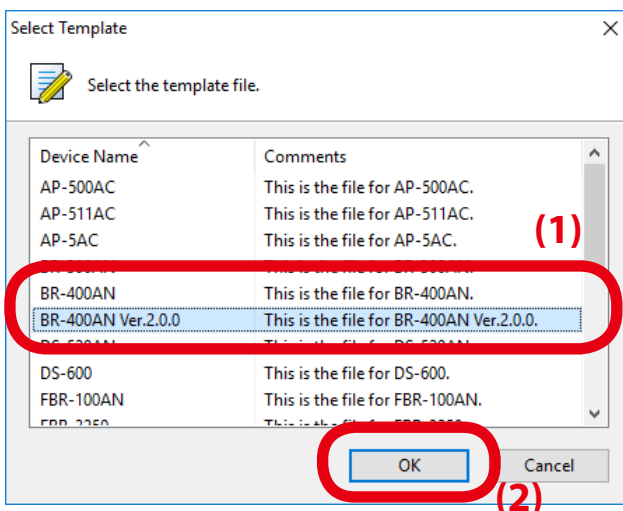 Select Template
Select the template file.
Device Name Comments
AP-500AC This is the file for AP-500AC.
AP-511AC This is the file for AP-511AC.
AP-5AC This is the file for AP-5AC.
(1)
BR-400AN This is the file for BR-400AN.
BR-400AN Ver.2.0.0 This is the file for BR-400AN Ver.2.0.0.
DS-600 This is the file for DS-600.
FBR-100AN This is the file for FBR-100AN.
OK Cancel
(2)